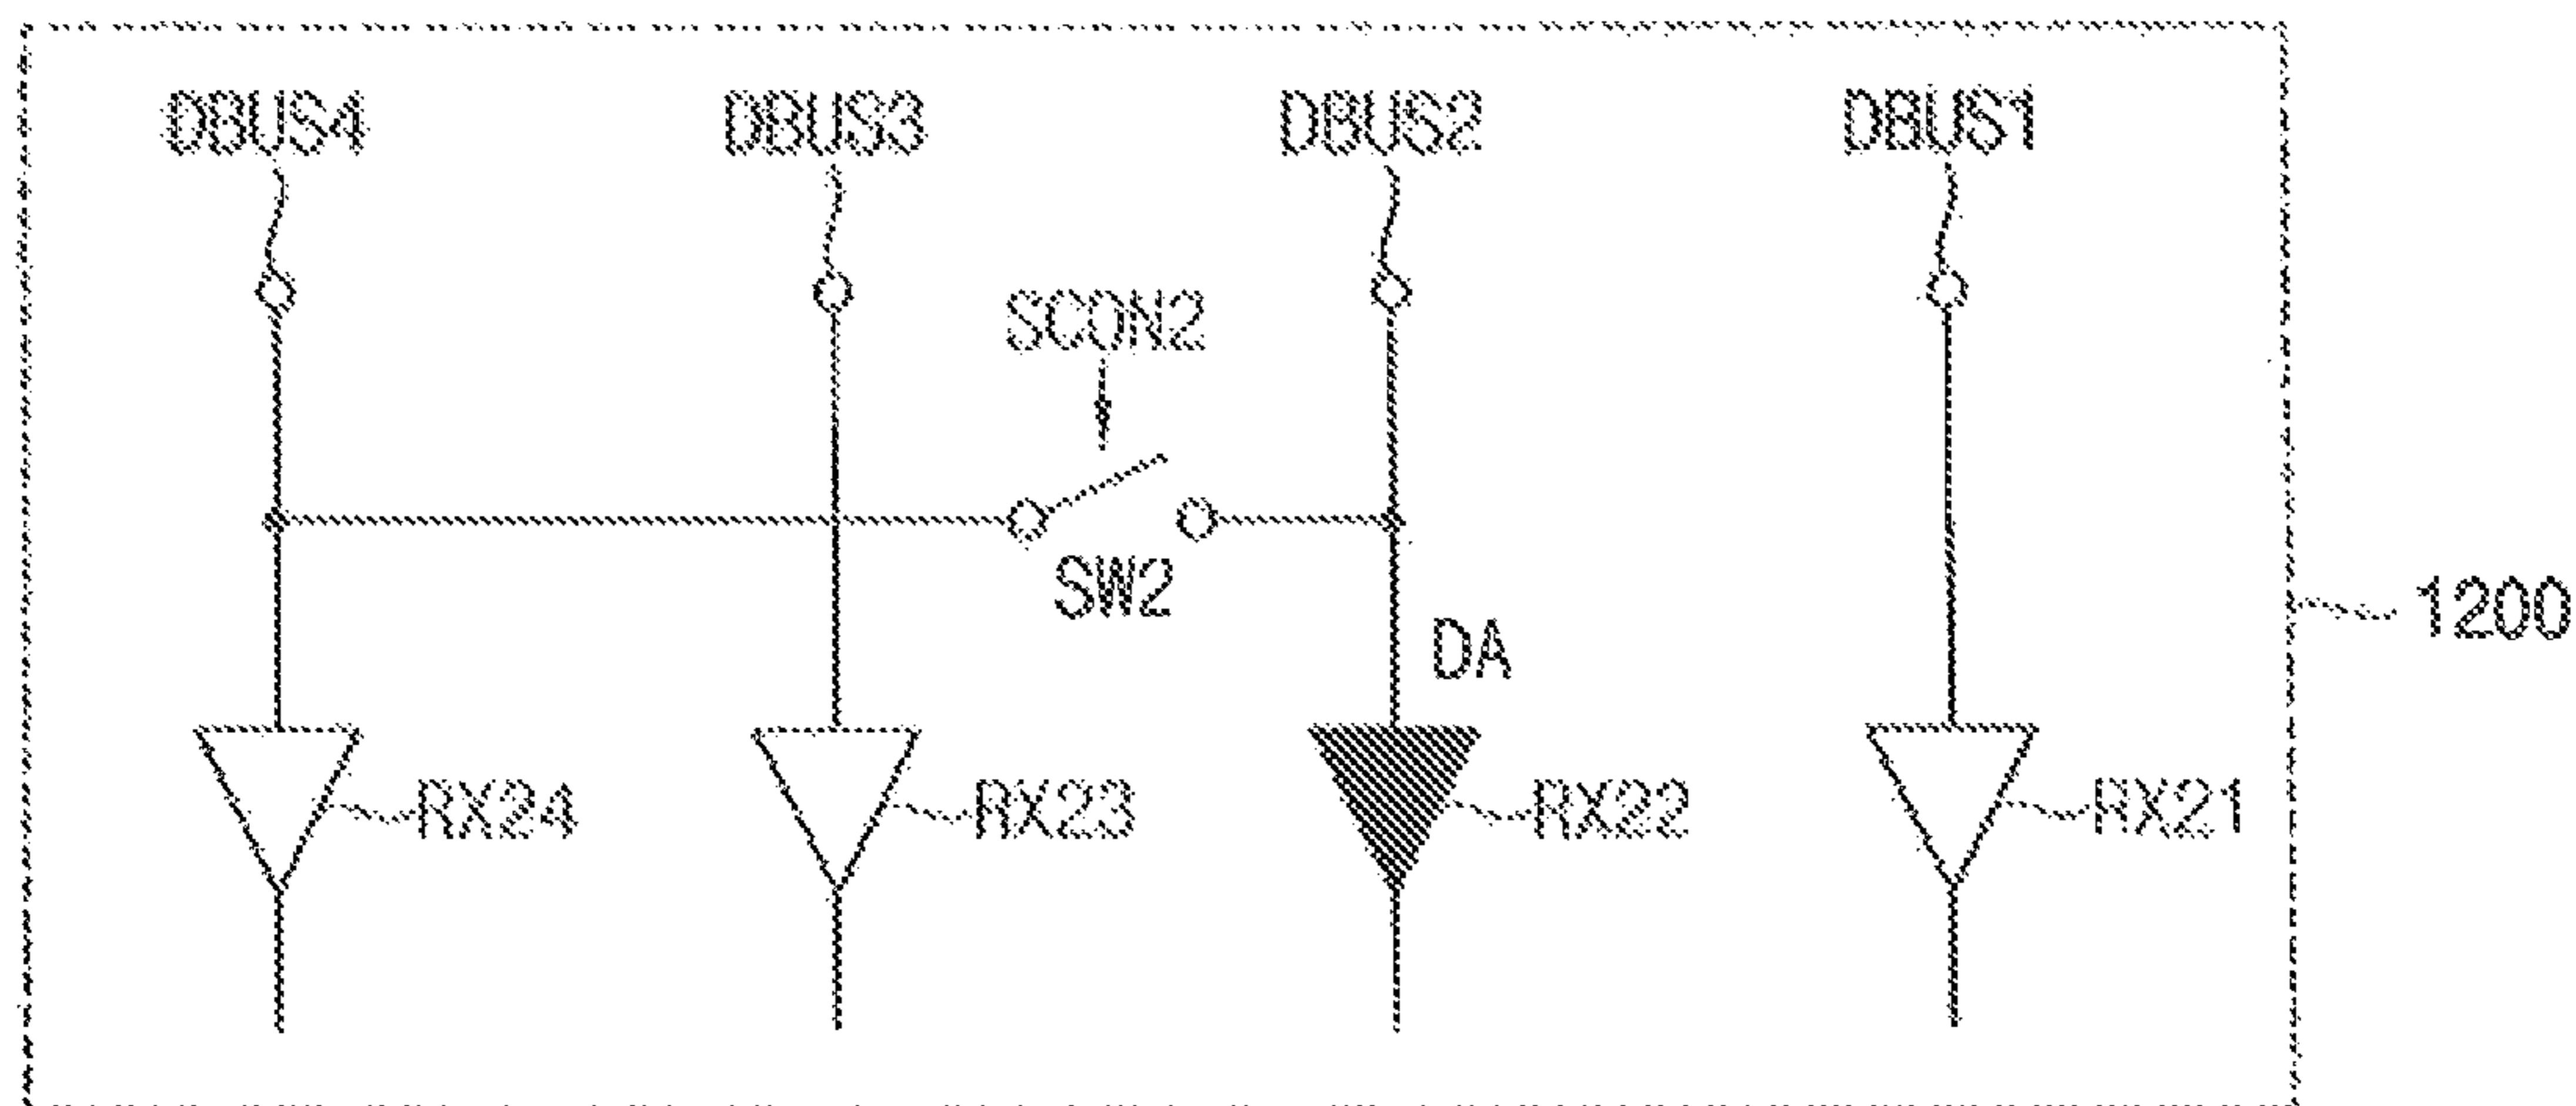 DBUS4 DBUS3 DBUS2 DBUS1
SCON2
SW2
1200
DA
RX24 RX23 RX22 RX21